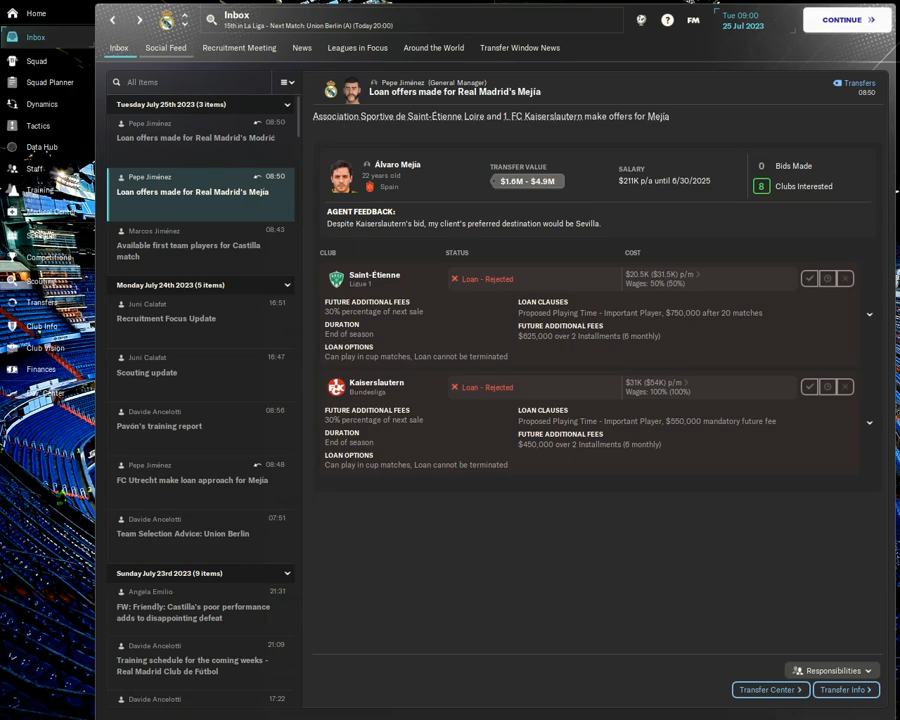 Home
Inbox
Squad
Squad Planner
Dynamics
Tactics
Data Hub
Staff
Training
Competitions
Scouting
Transfers
Club Info
Club Vision
Finances
Inbox
15th in La Liga - Next Match: Union Berlin (A) (Today 20:00)
FM
Tue 09:00
25 Jul 2023
CONTINUE
Inbox
Social Feed
Recruitment Meeting
News
Leagues in Focus
Around the World
Transfer Window News
All Items
Tuesday July 25th 2023 (3 items)
Pepe Jiménez 08:50
Loan offers made for Real Madrid's Modrić
Pepe Jiménez 08:50
Loan offers made for Real Madrid's Mejía
Marcos Jiménez 08:43
Available first team players for Castilla
match
Monday July 24th 2023 (5 items)
Juni Calafat 16:51
Recruitment Focus Update
Juni Calafat 16:47
Scouting update
Davide Ancelotti 08:56
Pavón's training report
Pepe Jiménez 08:48
FC Utrecht make loan approach for Mejía
Davide Ancelotti 07:51
Team Selection Advice: Union Berlin
Sunday July 23rd 2023 (9 items)
Angela Emilio 21:31
FW: Friendly: Castilla's poor performance
adds to disappointing defeat
Davide Ancelotti 21:09
Training schedule for the coming weeks -
Real Madrid Club de Fútbol
Davide Ancelotti 17:22
Pepe Jiménez (General Manager)
Loan offers made for Real Madrid's Mejía
Transfers
08:50
Association Sportive de Saint-Étienne Loire and 1. FC Kaiserslautern make offers for Mejía
Álvaro Mejía
22 years old
Spain
TRANSFER VALUE
$1.6M - $4.9M
SALARY
$211K p/a until 6/30/2025
0 Bids Made
8 Clubs Interested
AGENT FEEDBACK:
Despite Kaiserslautern's bid, my client's preferred destination would be Sevilla.
CLUB STATUS COST
Saint-Étienne
Ligue 1
Loan - Rejected
$20.5K ($31.5K) p/m
Wages: 50% (50%)
FUTURE ADDITIONAL FEES
30% percentage of next sale
DURATION
End of season
LOAN OPTIONS
Can play in cup matches, Loan cannot be terminated
LOAN CLAUSES
Proposed Playing Time - Important Player, $750,000 after 20 matches
FUTURE ADDITIONAL FEES
$625,000 over 2 Installments (6 monthly)
Kaiserslautern
Bundesliga
Loan - Rejected
$31K ($54K) p/m
Wages: 100% (100%)
FUTURE ADDITIONAL FEES
30% percentage of next sale
DURATION
End of season
LOAN OPTIONS
Can play in cup matches, Loan cannot be terminated
LOAN CLAUSES
Proposed Playing Time - Important Player, $550,000 mandatory future fee
FUTURE ADDITIONAL FEES
$450,000 over 2 Installments (6 monthly)
Responsibilities
Transfer Center
Transfer Info